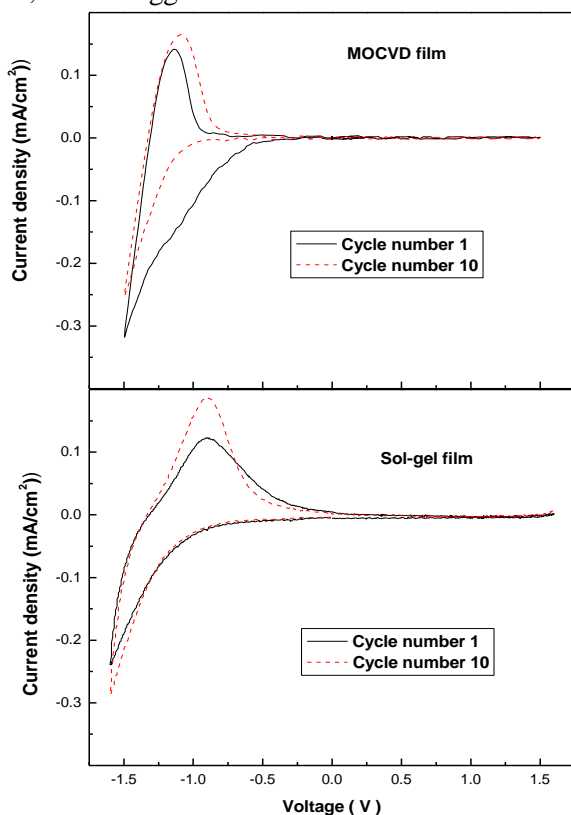 MOCVD film
0.1
0.0
-0.1
-0.2
-0.3
Current density (mA/cm²))
Cycle number 1
Cycle number 10
Sol-gel film
0.1
0.0
-0.1
-0.2
-0.3
Current density (mA/cm²))
Cycle number 1
Cycle number 10
-1.5 -1.0 -0.5 0.0 0.5 1.0 1.5
Voltage ( V )